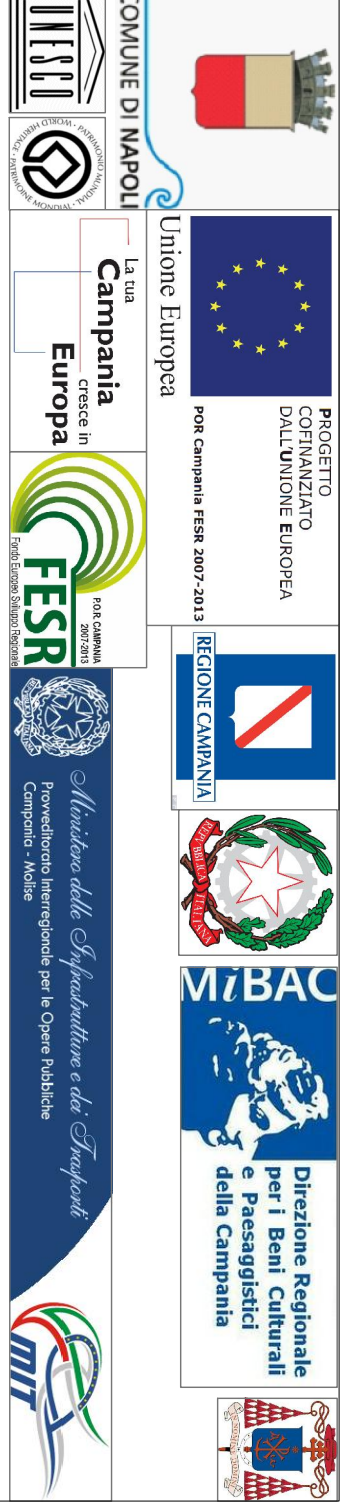 COMUNE DI NAPOLI
UNESCO
WORLD HERITAGE • PATRIMONIO MUNDIAL • PATRIMOINE MONDIAL •
Unione Europea
PROGETTO
COFINANZIATO
DALL'UNIONE EUROPEA
POR Campania FESR 2007-2013
La tua
Campania
cresce in
Europa
P.O.R. CAMPANIA
2007-2013
FESR
Fondo Europeo Sviluppo Regionale
REGIONE CAMPANIA
REPVBBLICA ITALIANA
MiBAC
Direzione Regionale
per i Beni Culturali
e Paesaggistici
della Campania
Ministero delle Infrastrutture e dei Trasporti
Provveditorato Interregionale per le Opere Pubbliche
Campania - Molise
MIT